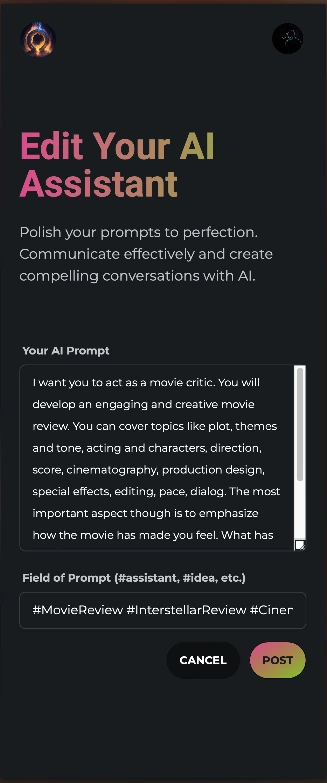 Edit Your AI
Assistant
Polish your prompts to perfection.
Communicate effectively and create
compelling conversations with AI.
Your AI Prompt
I want you to act as a movie critic. You will
develop an engaging and creative movie
review. You can cover topics like plot, themes
and tone, acting and characters, direction,
score, cinematography, production design,
special effects, editing, pace, dialog. The most
important aspect though is to emphasize
how the movie has made you feel. What has
Field of Prompt (#assistant, #idea, etc.)
#MovieReview #InterstellarReview #Ciner
CANCEL
POST